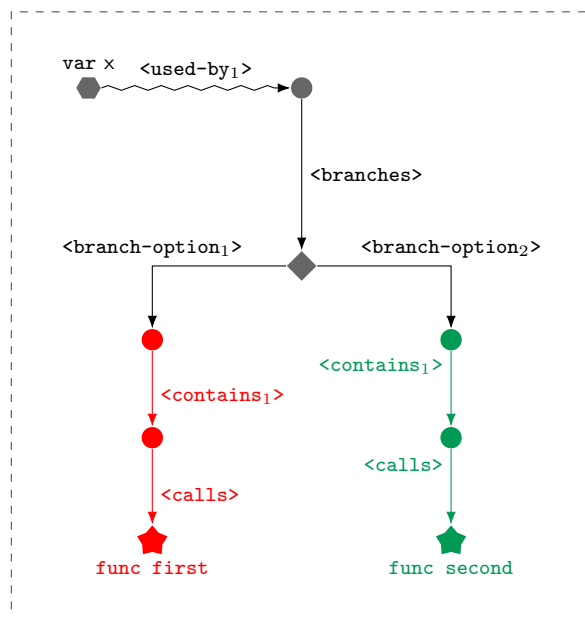 var x
<used-by₁>
<branches>
<branch-option₁>
<branch-option₂>
<contains₁>
<contains₁>
<calls>
<calls>
func first
func second